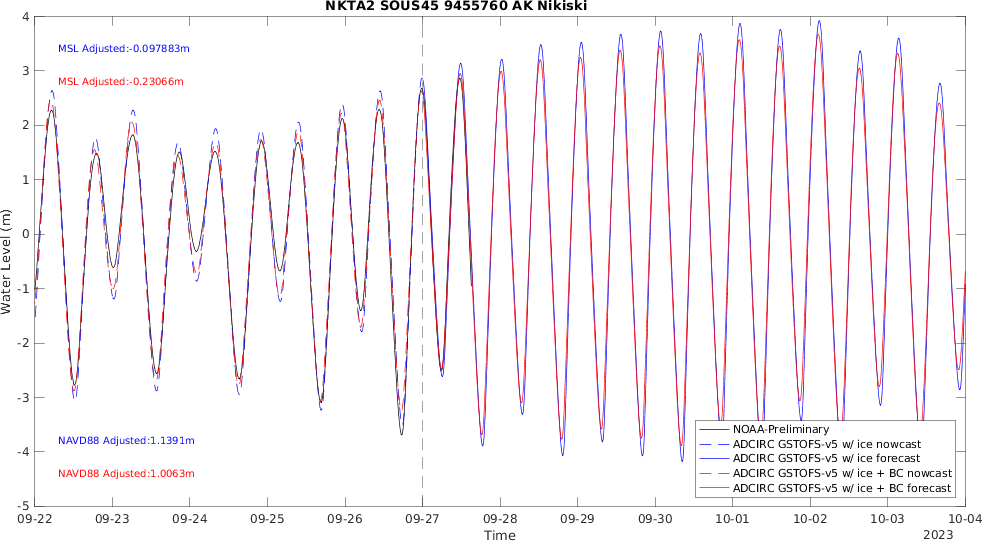 NKTA2 SOUS45 9455760 AK Nikiski
4
3
2
1
0
-1
-2
-3
-4
-5
Water Level (m)
MSL Adjusted:-0.097883m
MSL Adjusted:-0.23066m
NAVD88 Adjusted:1.1391m
NAVD88 Adjusted:1.0063m
NOAA-Preliminary
ADCIRC GSTOFS-v5 w/ ice nowcast
ADCIRC GSTOFS-v5 w/ ice forecast
ADCIRC GSTOFS-v5 w/ ice + BC nowcast
ADCIRC GSTOFS-v5 w/ ice + BC forecast
09-22 09-23 09-24 09-25 09-26 09-27 09-28 09-29 09-30 10-01 10-02 10-03 10-04
Time
2023